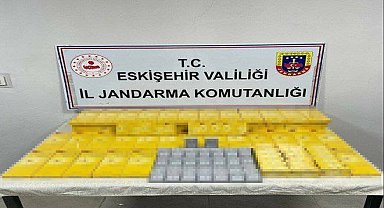 T.C.
ESKİŞEHİR VALİLİĞİ
İL JANDARMA KOMUTANLIĞI